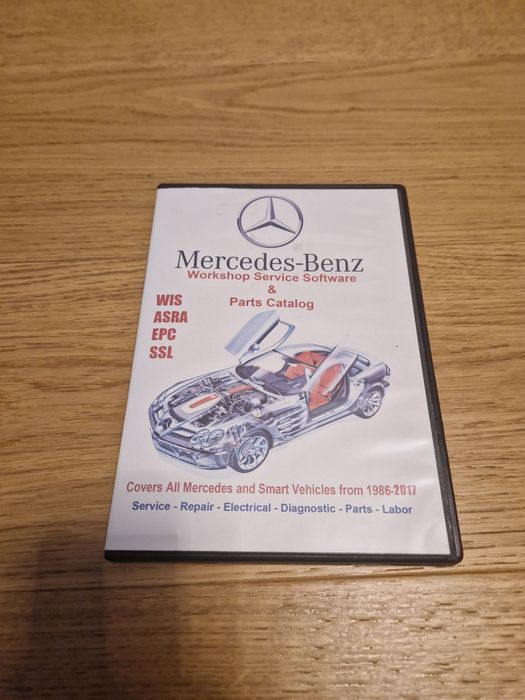 Mercedes-Benz
Workshop Service Software
&
Parts Catalog
WIS
ASRA
EPC
SSL
Covers All Mercedes and Smart Vehicles from 1986-2017
Service - Repair - Electrical - Diagnostic - Parts - Labor